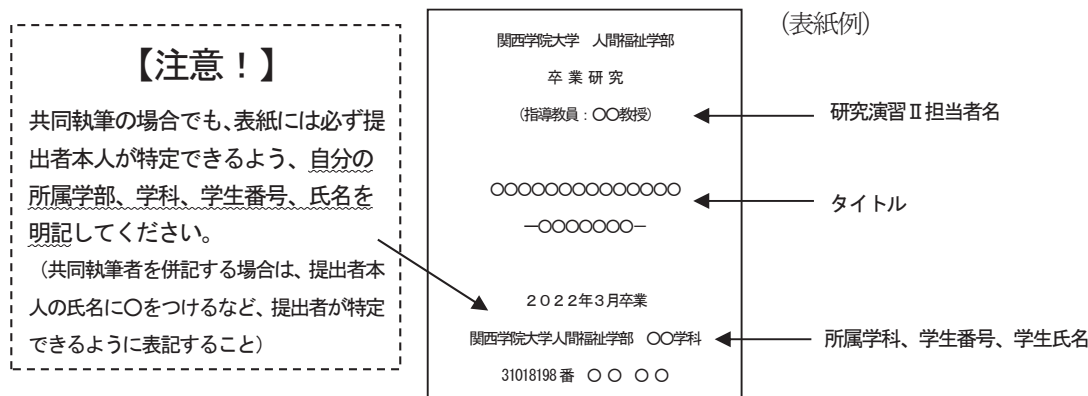 【注意！】
共同執筆の場合でも、表紙には必ず提
出者本人が特定できるよう、自分の
所属学部、学科、学生番号、氏名を
明記してください。
（共同執筆者を併記する場合は、提出者本
人の氏名に〇をつけるなど、提出者が特定
できるように表記すること）
（表紙例）
関西学院大学　人間福祉学部
卒 業 研 究
（指導教員：〇〇教授）
研究演習Ⅱ担当者名
〇〇〇〇〇〇〇〇〇〇〇〇〇〇
－〇〇〇〇〇〇〇－
タイトル
２０２２年３月卒業
関西学院大学人間福祉学部　〇〇学科
31018198 番　〇 〇　〇 〇
所属学科、学生番号、学生氏名